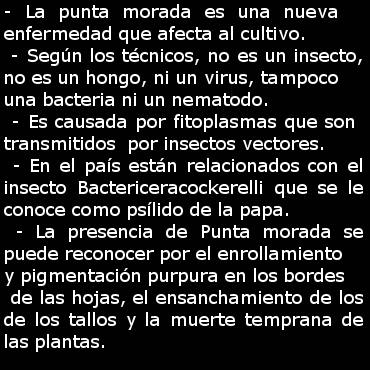 - La punta morada es una nueva
enfermedad que afecta al cultivo.
- Según los técnicos, no es un insecto,
no es un hongo, ni un virus, tampoco
una bacteria ni un nematodo.
- Es causada por fitoplasmas que son
transmitidos por insectos vectores.
- En el país están relacionados con el
insecto Bactericeracockerelli que se le
conoce como psílido de la papa.
- La presencia de Punta morada se
puede reconocer por el enrollamiento
y pigmentación purpura en los bordes
de las hojas, el ensanchamiento de los
de los tallos y la muerte temprana de
las plantas.